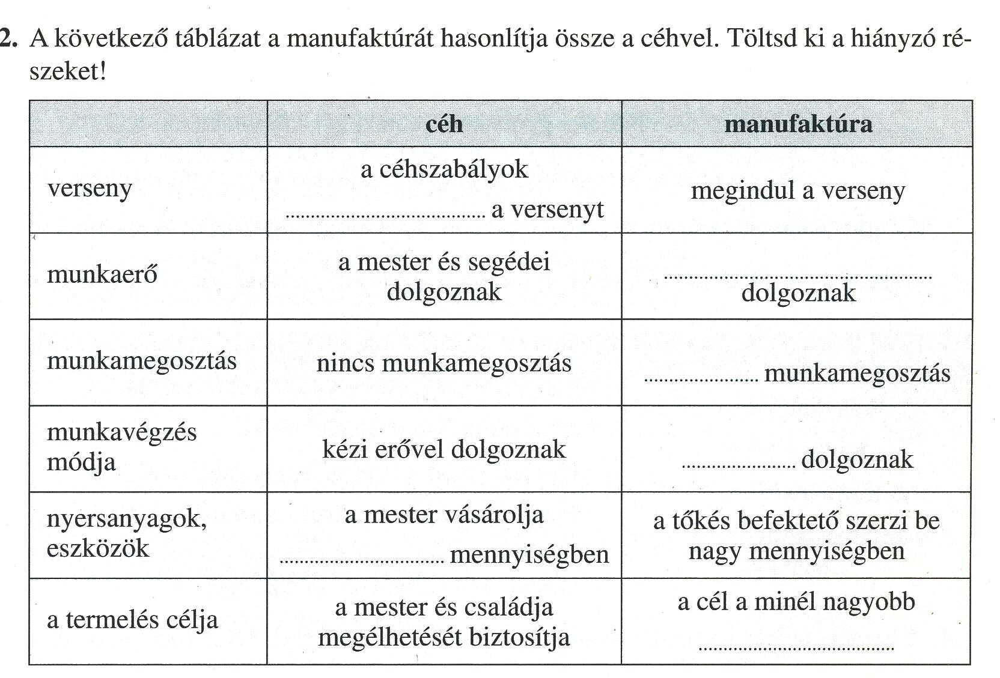 2. A következő táblázat a manufaktúrát hasonlítja össze a céhvel. Töltsd ki a hiányzó ré-
szeket!
céh
manufaktúra
verseny
a céhszabályok
........................................ a versenyt
megindul a verseny
munkaerő
a mester és segédei
dolgoznak
......................................................
dolgoznak
munkamegosztás
nincs munkamegosztás
....................... munkamegosztás
munkavégzés
módja
kézi erővel dolgoznak
....................... dolgoznak
nyersanyagok,
eszközök
a mester vásárolja
................................. mennyiségben
a tőkés befektető szerzi be
nagy mennyiségben
a termelés célja
a mester és családja
megélhetését biztosítja
a cél a minél nagyobb
.......................................